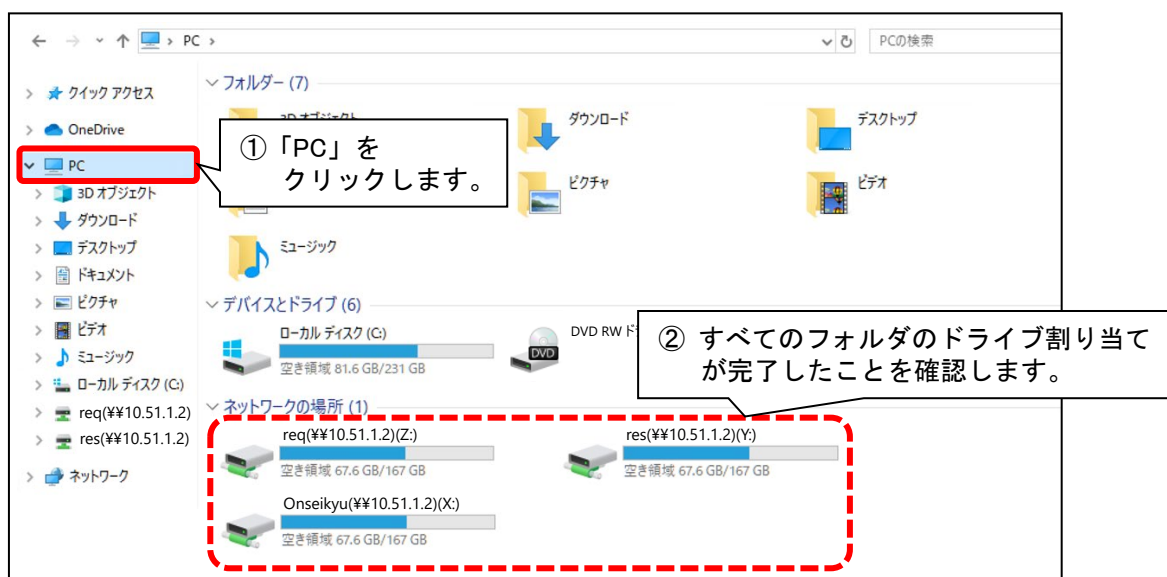 PC
PCの検索
クイック アクセス
OneDrive
PC
3D オブジェクト
ダウンロード
デスクトップ
ドキュメント
ピクチャ
ビデオ
ミュージック
ローカル ディスク (C:)
req(¥¥10.51.1.2)
res(¥¥10.51.1.2)
ネットワーク
フォルダー (7)
ダウンロード
デスクトップ
①「PC」を
クリックします。
ピクチャ
ビデオ
ミュージック
デバイスとドライブ (6)
ローカル ディスク (C:)
空き領域 81.6 GB/231 GB
DVD RW
DVD
② すべてのフォルダのドライブ割り当て
が完了したことを確認します。
ネットワークの場所 (1)
req(¥¥10.51.1.2)(Z:)
空き領域 67.6 GB/167 GB
res(¥¥10.51.1.2)(Y:)
空き領域 67.6 GB/167 GB
Onseikyu(¥¥10.51.1.2)(X:)
空き領域 67.6 GB/167 GB